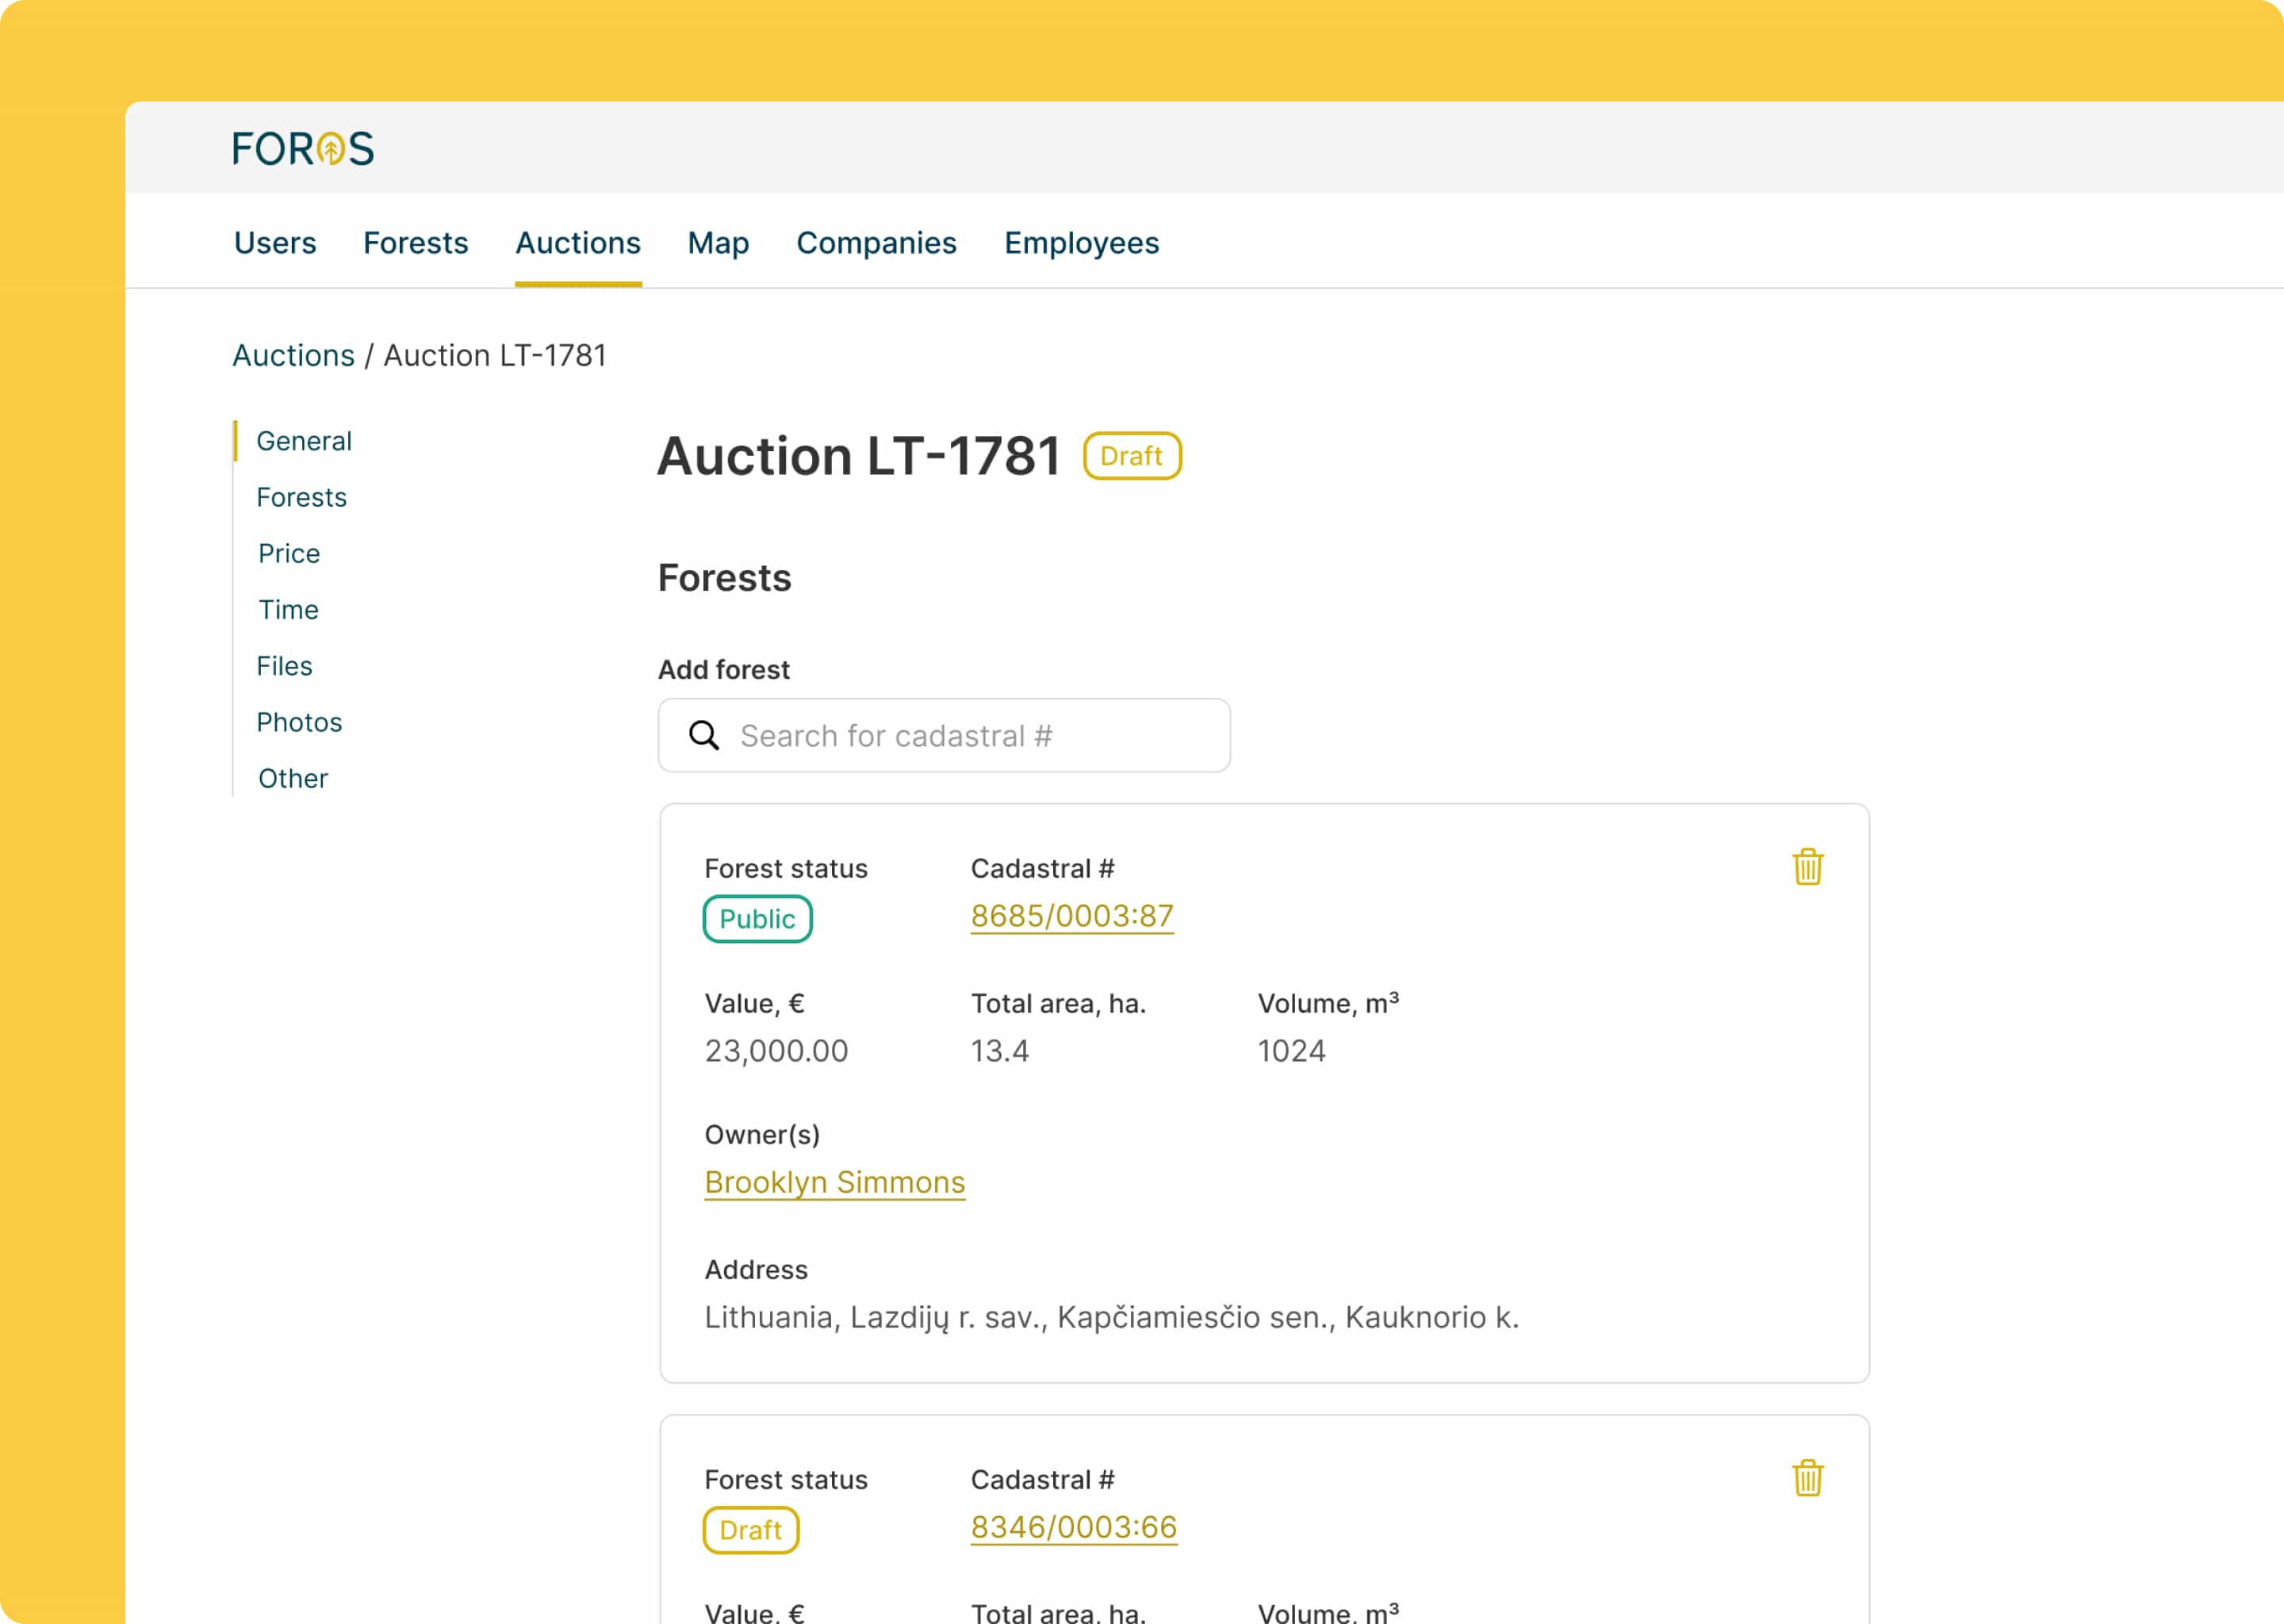 FOROS
Users Forests Auctions Map Companies Employees
Auctions / Auction LT-1781
General
Forests
Price
Time
Files
Photos
Other
Auction LT-1781 Draft
Forests
Add forest
Search for cadastral #
Forest status Cadastral #
Public 8685/0003:87
Value, € Total area, ha. Volume, m³
23,000.00 13.4 1024
Owner(s)
Brooklyn Simmons
Address
Lithuania, Lazdijų r. sav., Kapčiamiesčio sen., Kauknorio k.
Forest status Cadastral #
Draft 8346/0003:66
Value, € Total area, ha. Volume, m³